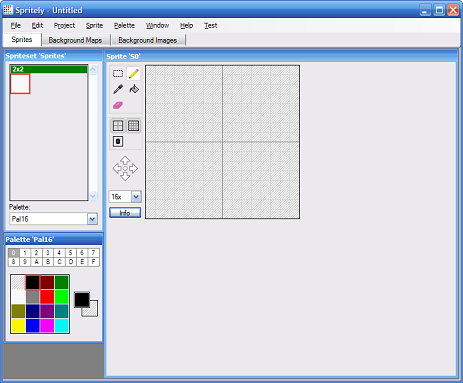 Spritely - Untitled
File Edit Project Sprite Palette Window Help Test
Sprites Background Maps Background Images
Spriteset 'Sprites'
Sprite 'S0'
2x2
16x
Info
Palette:
Pal16
Palette 'Pal16'
0 1 2 3 4 5 6 7
8 9 A B C D E F